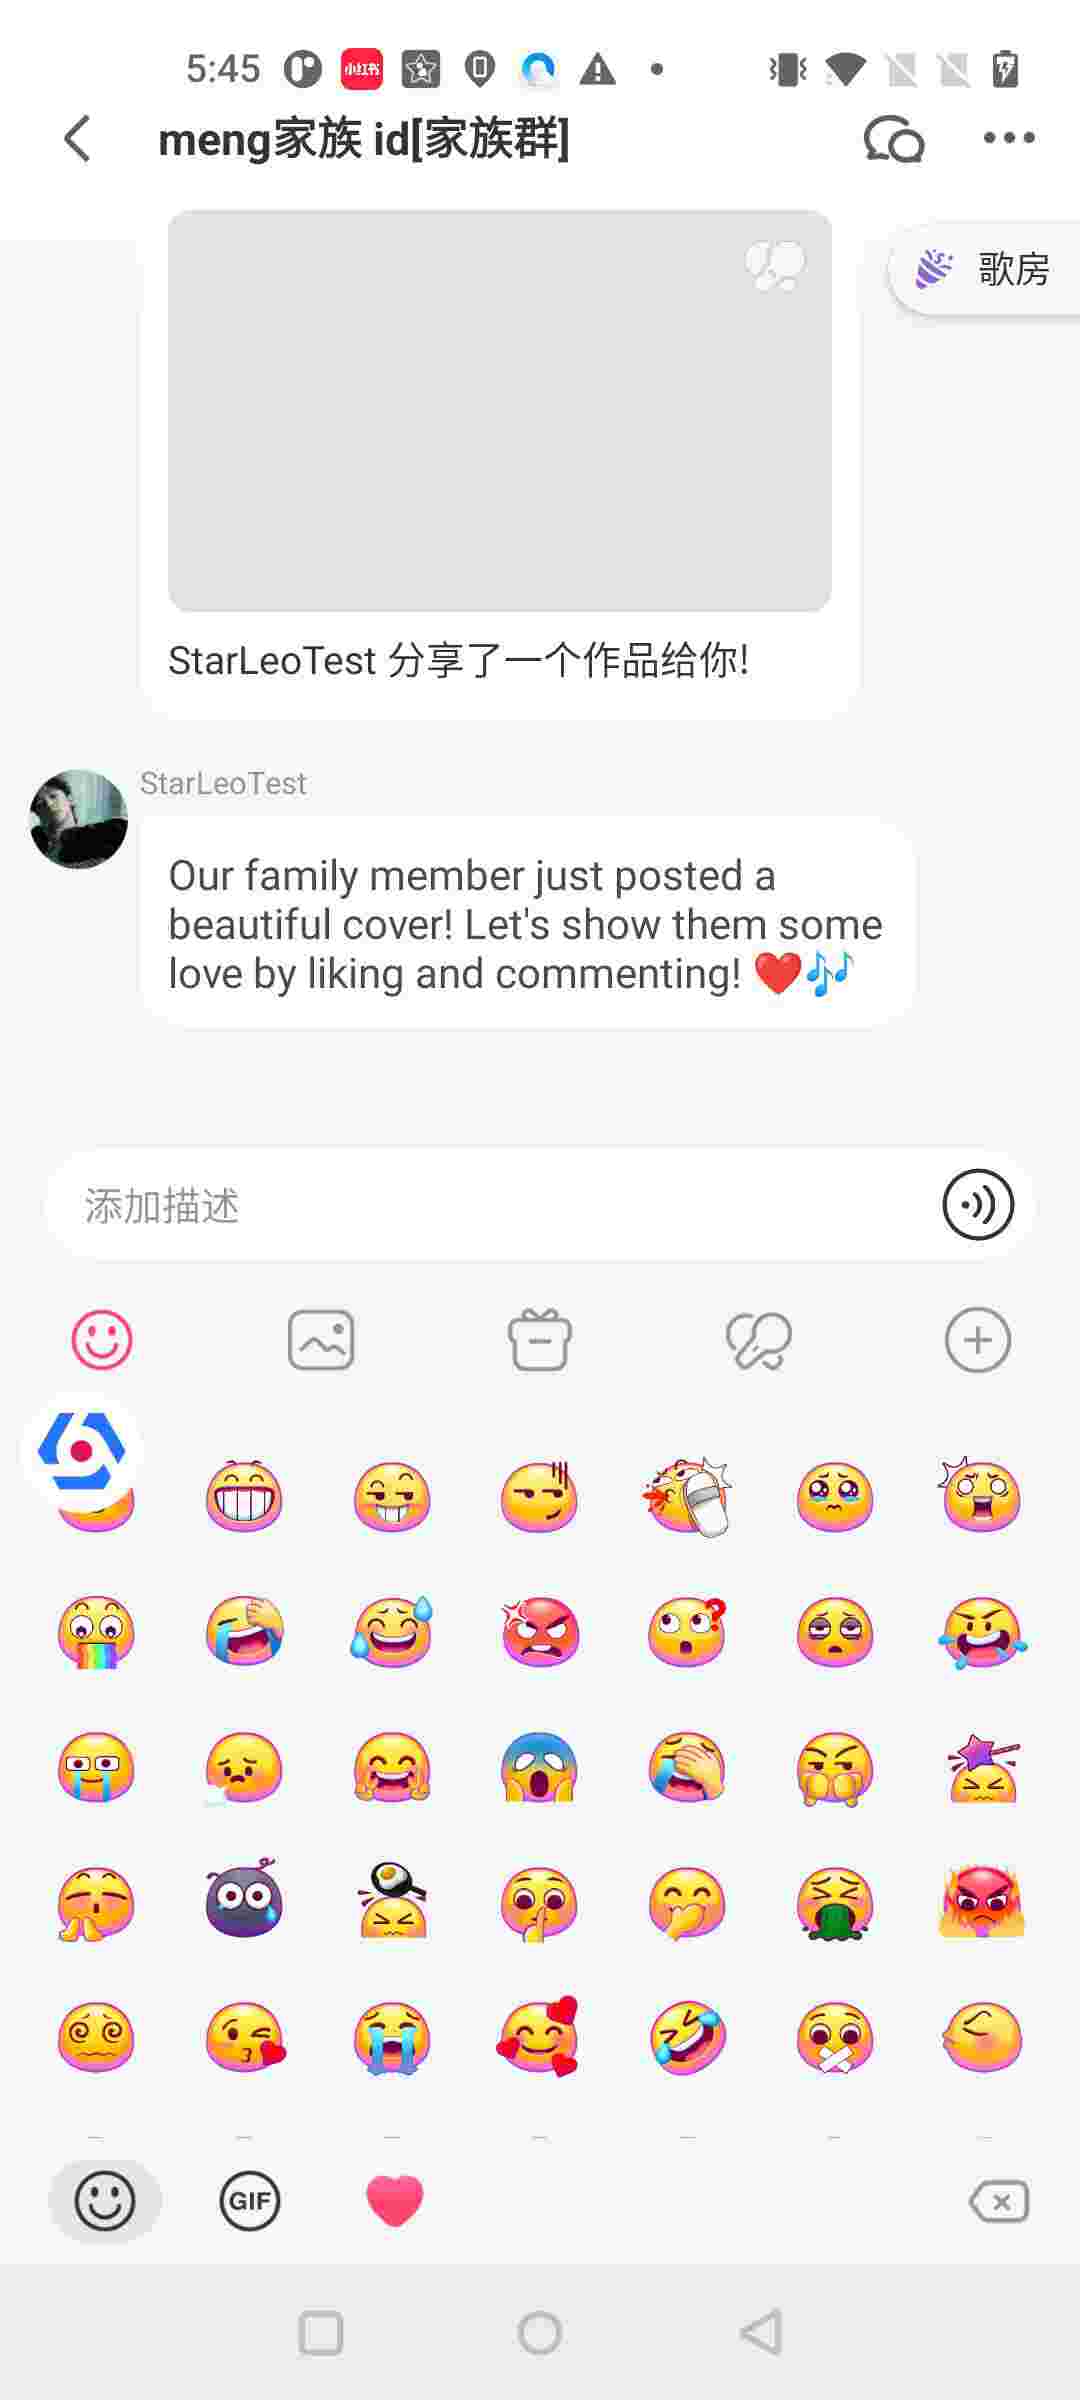 5:45
小红书
meng家族 id[家族群]
歌房
StarLeoTest 分享了一个作品给你!
StarLeoTest
Our family member just posted a
beautiful cover! Let's show them some
love by liking and commenting! ❤️🎶
添加描述
GIF